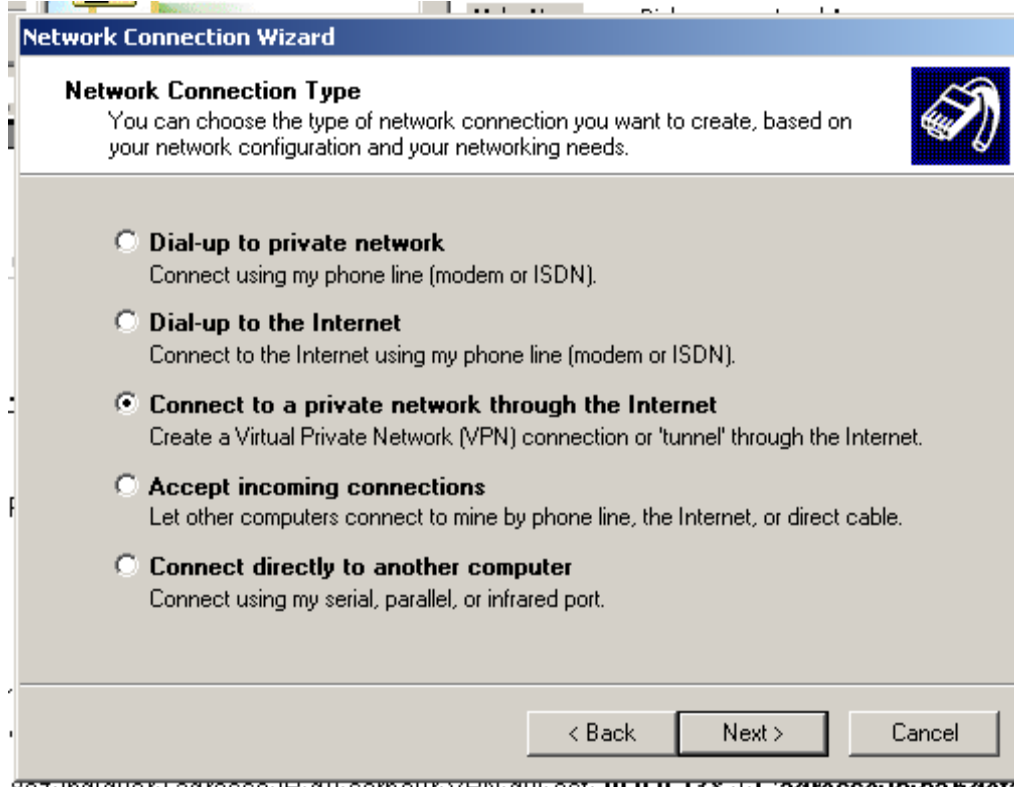 Network Connection Wizard
Network Connection Type
You can choose the type of network connection you want to create, based on
your network configuration and your networking needs.
Dial-up to private network
Connect using my phone line (modem or ISDN).
Dial-up to the Internet
Connect to the Internet using my phone line (modem or ISDN).
Connect to a private network through the Internet
Create a Virtual Private Network (VPN) connection or 'tunnel' through the Internet.
Accept incoming connections
Let other computers connect to mine by phone line, the Internet, or direct cable.
Connect directly to another computer
Connect using my serial, parallel, or infrared port.
< Back Next > Cancel